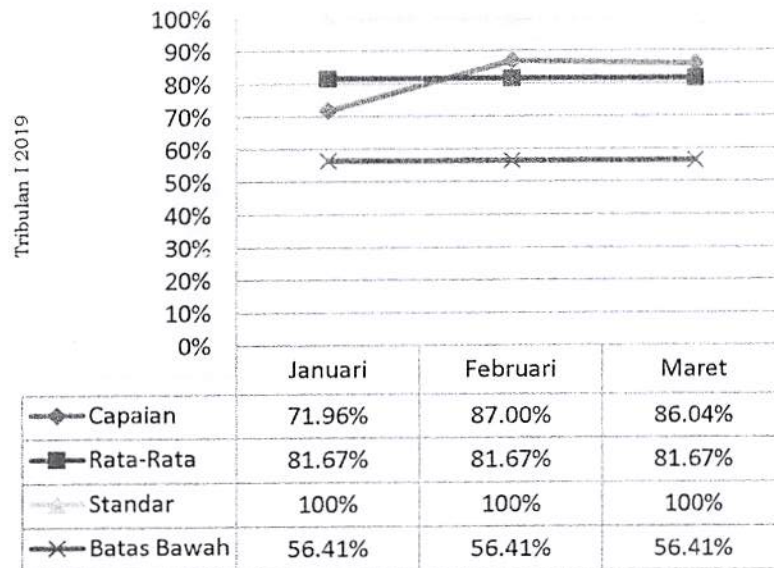 Tribulan I 2019
100%
90%
80%
70%
60%
50%
40%
30%
20%
10%
0%
Januari Februari Maret
Capaian 71.96% 87.00% 86.04%
Rata-Rata 81.67% 81.67% 81.67%
Standar 100% 100% 100%
Batas Bawah 56.41% 56.41% 56.41%